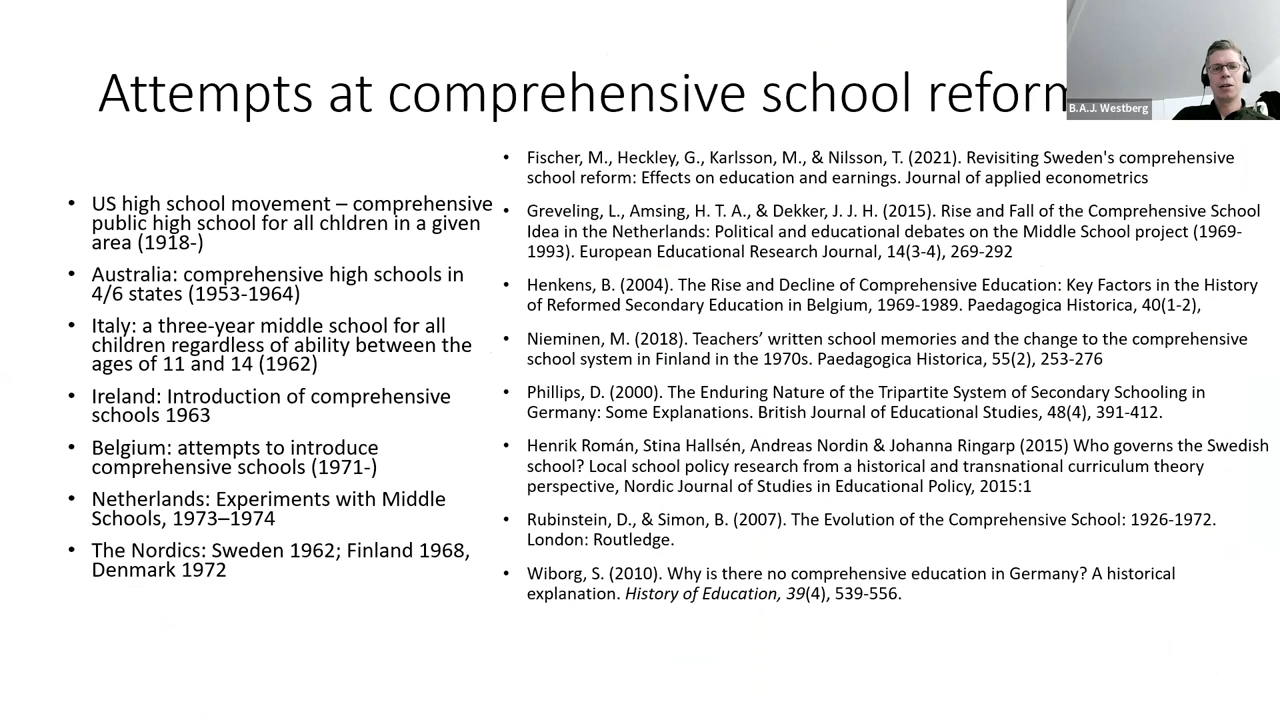 Attempts at comprehensive school reform
B.A.J. Westberg
• US high school movement – comprehensive
public high school for all chldren in a given
area (1918-)
• Australia: comprehensive high schools in
4/6 states (1953-1964)
• Italy: a three-year middle school for all
children regardless of ability between the
ages of 11 and 14 (1962)
• Ireland: Introduction of comprehensive
schools 1963
• Belgium: attempts to introduce
comprehensive schools (1971-)
• Netherlands: Experiments with Middle
Schools, 1973–1974
• The Nordics: Sweden 1962; Finland 1968,
Denmark 1972
• Fischer, M., Heckley, G., Karlsson, M., & Nilsson, T. (2021). Revisiting Sweden's comprehensive
school reform: Effects on education and earnings. Journal of applied econometrics
• Greveling, L., Amsing, H. T. A., & Dekker, J. J. H. (2015). Rise and Fall of the Comprehensive School
Idea in the Netherlands: Political and educational debates on the Middle School project (1969-
1993). European Educational Research Journal, 14(3-4), 269-292
• Henkens, B. (2004). The Rise and Decline of Comprehensive Education: Key Factors in the History
of Reformed Secondary Education in Belgium, 1969-1989. Paedagogica Historica, 40(1-2),
• Nieminen, M. (2018). Teachers’ written school memories and the change to the comprehensive
school system in Finland in the 1970s. Paedagogica Historica, 55(2), 253-276
• Phillips, D. (2000). The Enduring Nature of the Tripartite System of Secondary Schooling in
Germany: Some Explanations. British Journal of Educational Studies, 48(4), 391-412.
• Henrik Román, Stina Hallsén, Andreas Nordin & Johanna Ringarp (2015) Who governs the Swedish
school? Local school policy research from a historical and transnational curriculum theory
perspective, Nordic Journal of Studies in Educational Policy, 2015:1
• Rubinstein, D., & Simon, B. (2007). The Evolution of the Comprehensive School: 1926-1972.
London: Routledge.
• Wiborg, S. (2010). Why is there no comprehensive education in Germany? A historical
explanation. History of Education, 39(4), 539-556.